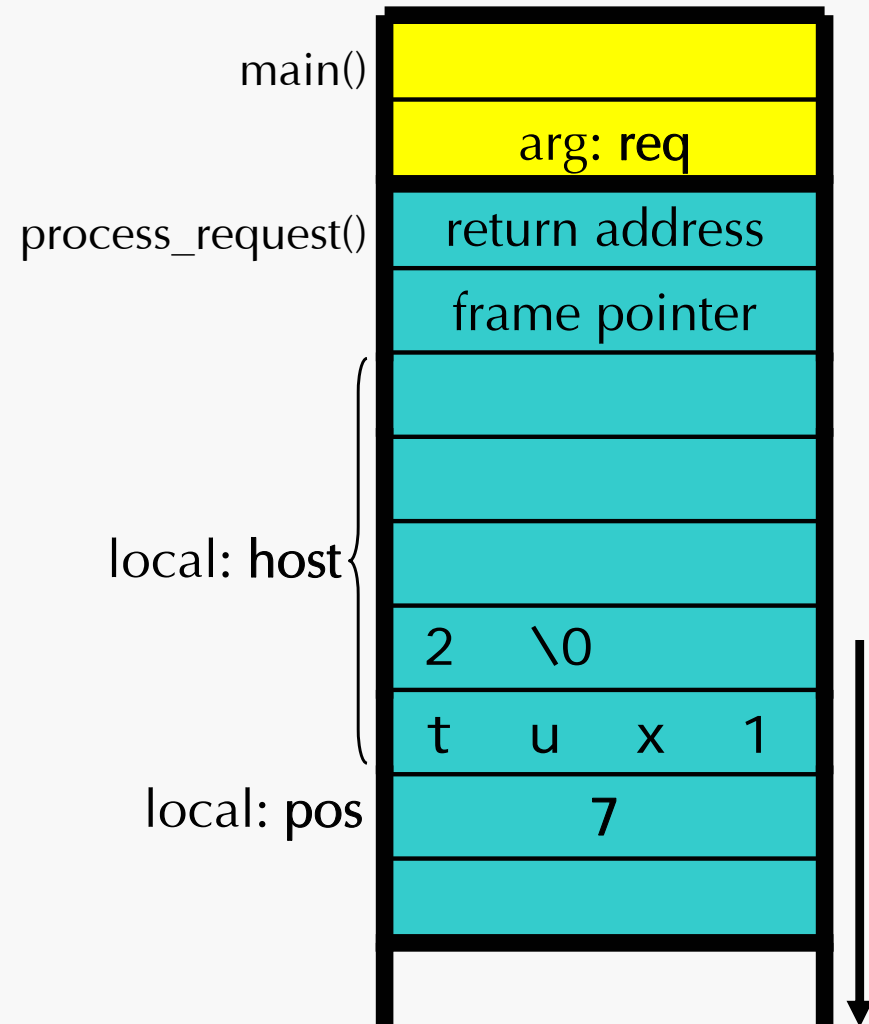 main()
arg: req
process_request() return address
frame pointer
local: host
2 \0
t u x 1
local: pos 7